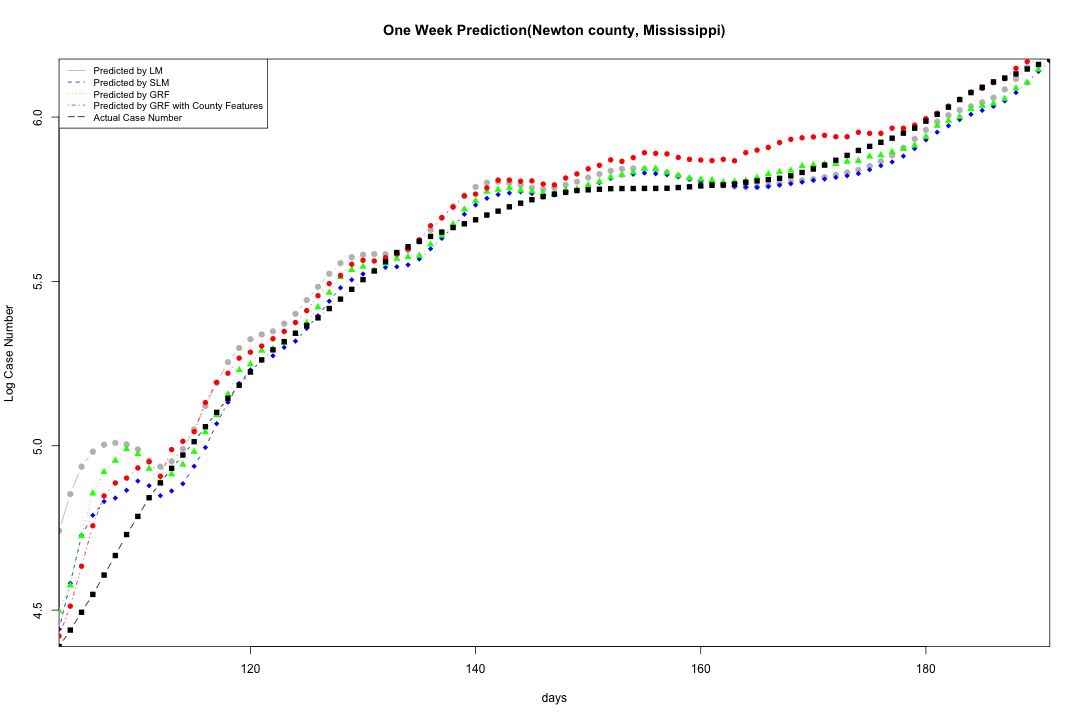 One Week Prediction(Newton county, Mississippi)
Predicted by LM
Predicted by SLM
Predicted by GRF
Predicted by GRF with County Features
Actual Case Number
6.0
5.5
5.0
4.5
Log Case Number
120 140 160 180
days